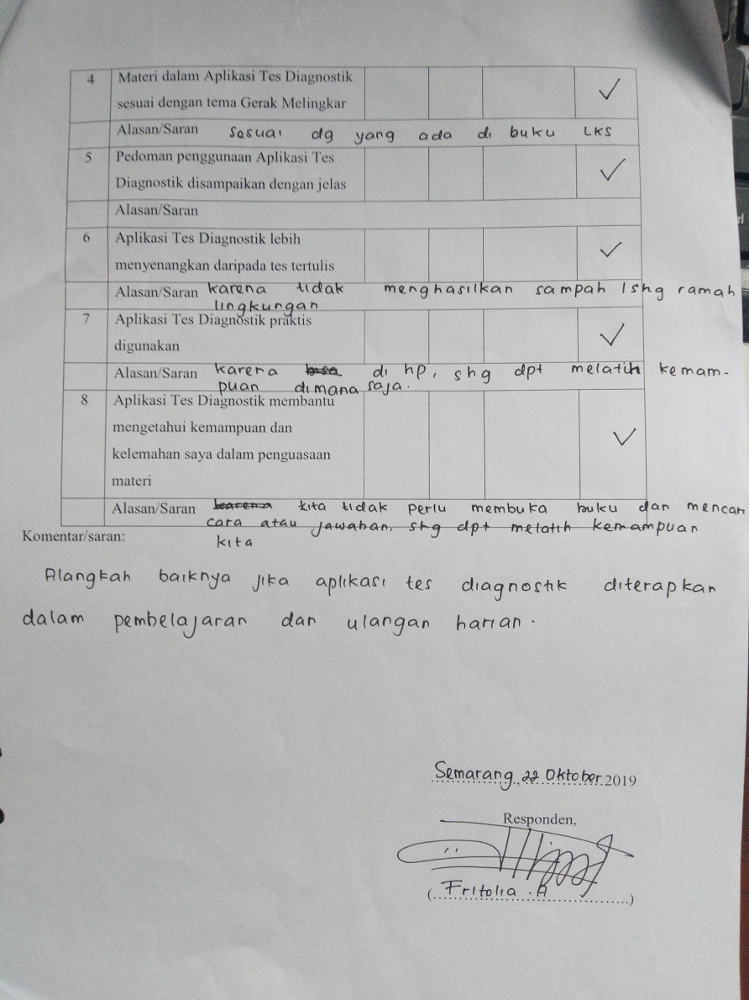 4 Materi dalam Aplikasi Tes Diagnostik
sesuai dengan tema Gerak Melingkar
Alasan/Saran Sesuai dg yang ada di buku LKS
5 Pedoman penggunaan Aplikasi Tes
Diagnostik disampaikan dengan jelas
Alasan/Saran
6 Aplikasi Tes Diagnostik lebih
menyenangkan daripada tes tertulis
Alasan/Saran karena tidak menghasilkan sampah, shg ramah
lingkungan
7 Aplikasi Tes Diagnostik praktis
digunakan
Alasan/Saran karena bisa di hp, shg dpt melatih kemam-
puan dimana saja.
8 Aplikasi Tes Diagnostik membantu
mengetahui kemampuan dan
kelemahan saya dalam penguasaan
materi
Alasan/Saran karena kita tidak perlu membuka buku dan mencari
cara atau jawaban, shg dpt melatih kemampuan
kita
Komentar/saran:
Alangkah baiknya jika aplikasi tes diagnostik diterapkan
dalam pembelajaran dan ulangan harian.
Semarang, 22 Oktober 2019
Responden,
(Fritolia . A)